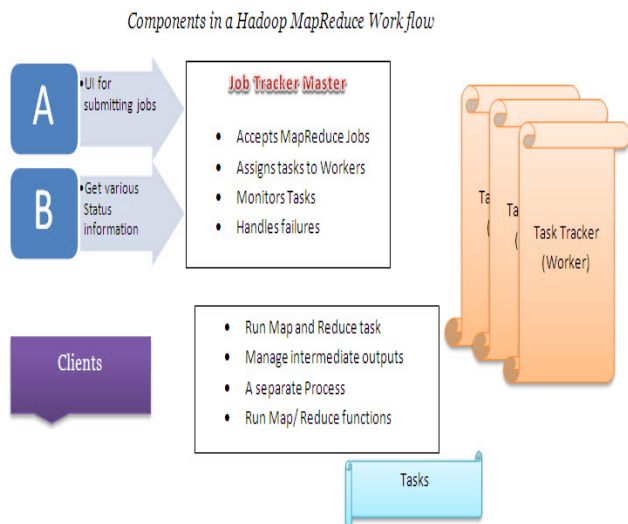 Components in a Hadoop MapReduce Work flow
A
• UI for
submitting jobs
B
• Get various
Status
information
Job Tracker Master
• Accepts MapReduce Jobs
• Assigns tasks to Workers
• Monitors Tasks
• Handles failures
Task Tracker
(Worker)
Clients
• Run Map and Reduce task
• Manage intermediate outputs
• A separate Process
• Run Map/ Reduce functions
Tasks